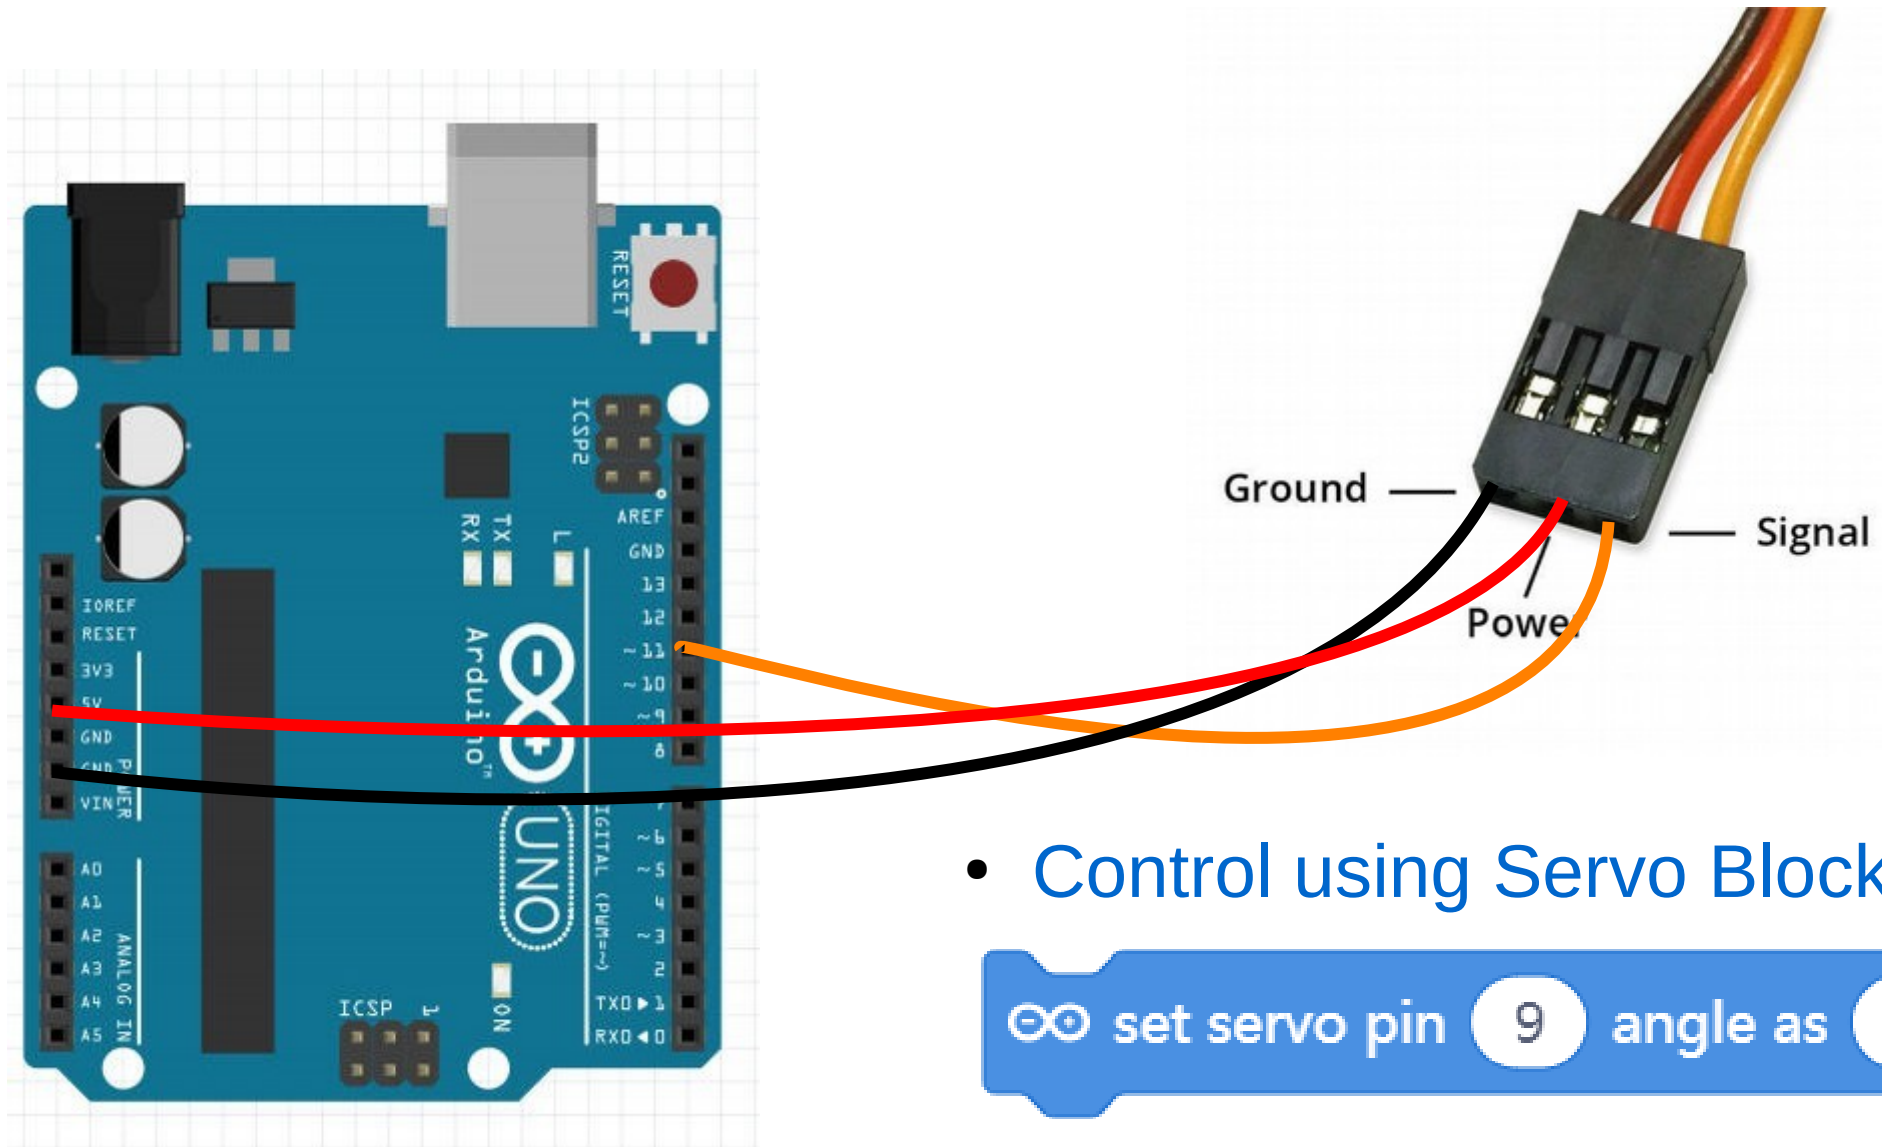 RESET
ICSP2
AREF
GND
13
12
~11
~10
~9
8
RX
TX
L
IOREF
RESET
3V3
5V
GND
GND
VIN
POWER
Arduino™
UNO
7
~6
~5
4
~3
2
TX0▶1
RX0◀0
DIGITAL (PWM=~)
A0
A1
A2
A3
A4
A5
ANALOG IN
ICSP
1
ON
Ground
Signal
Power
• Control using Servo Block
set servo pin 9 angle as